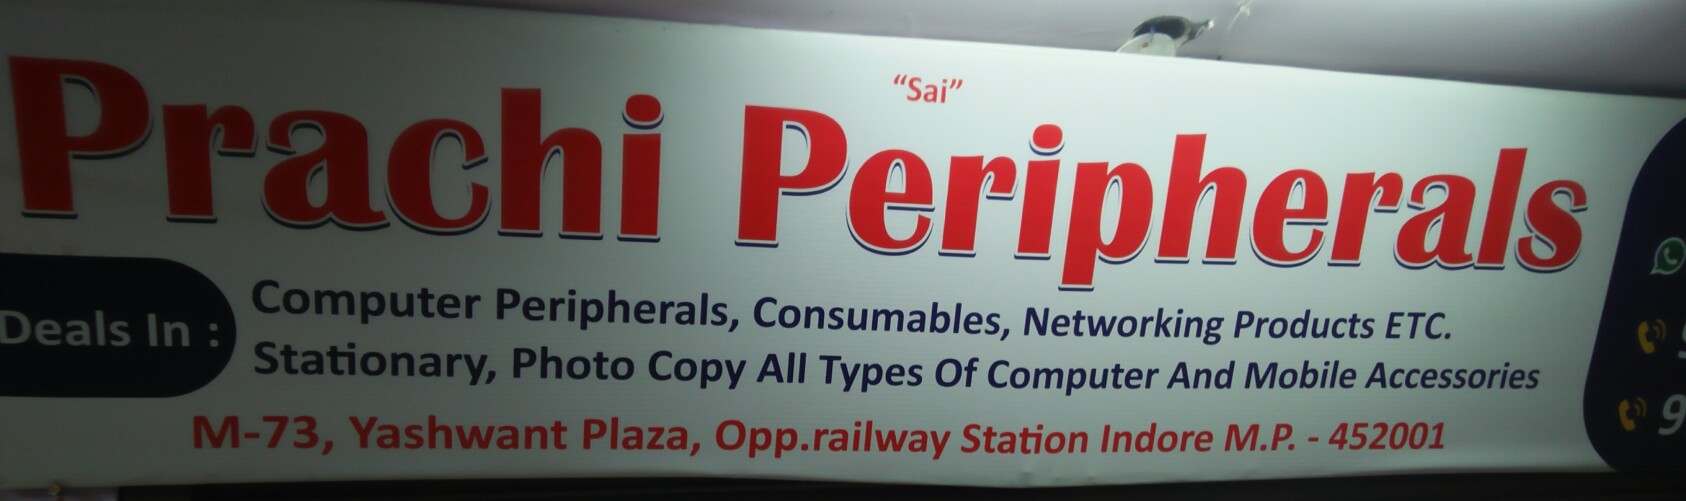 "Sai"
Prachi Peripherals
Deals In :
Computer Peripherals, Consumables, Networking Products ETC.
Stationary, Photo Copy All Types Of Computer And Mobile Accessories
M-73, Yashwant Plaza, Opp.railway Station Indore M.P. - 452001
9